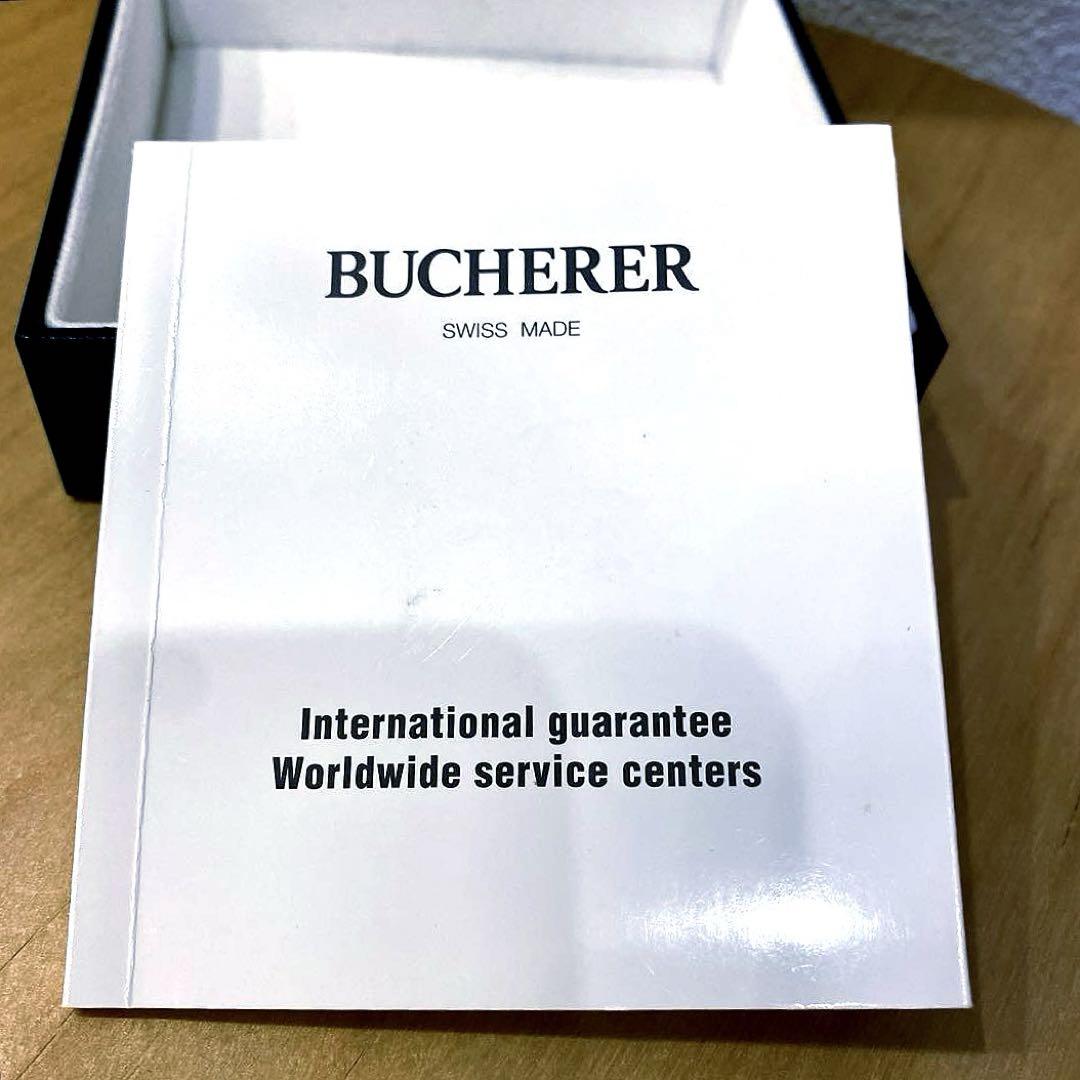 BUCHERER
SWISS MADE
International guarantee
Worldwide service centers